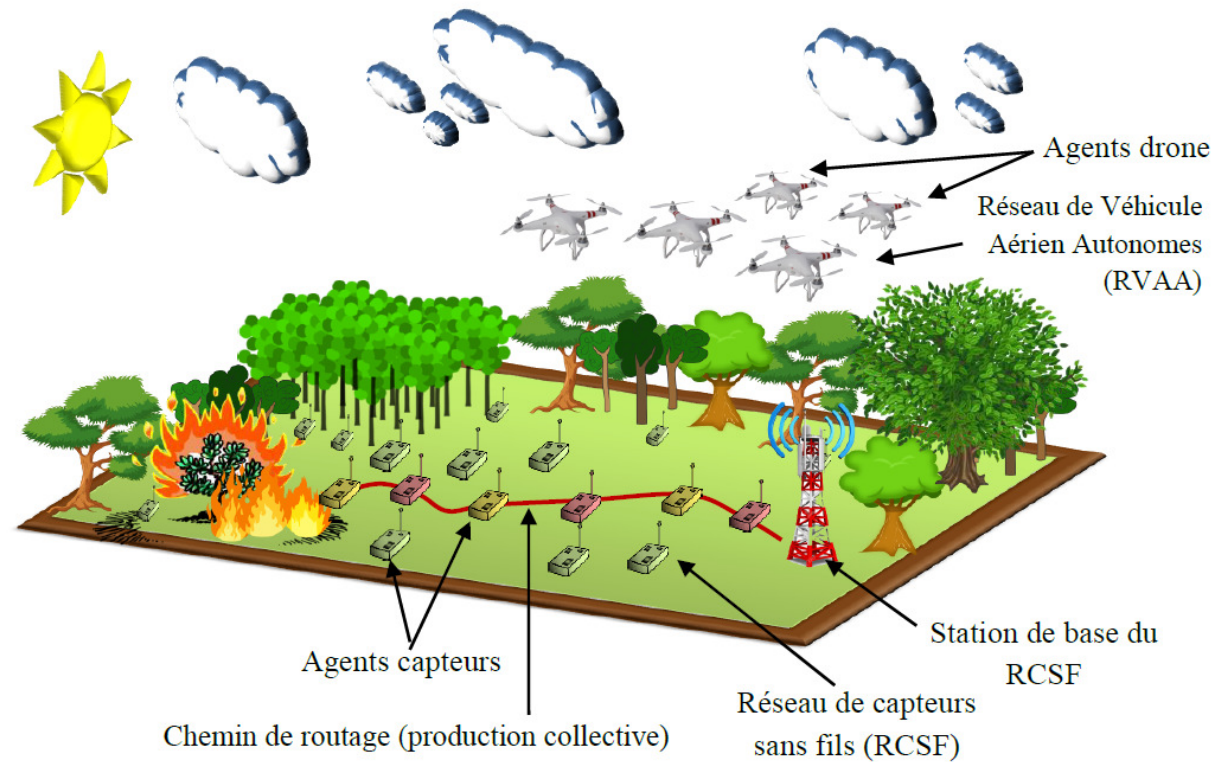 Agents drone
Réseau de Véhicule
Aérien Autonomes
(RVAA)
Station de base du
RCSF
Agents capteurs
Réseau de capteurs
sans fils (RCSF)
Chemin de routage (production collective)